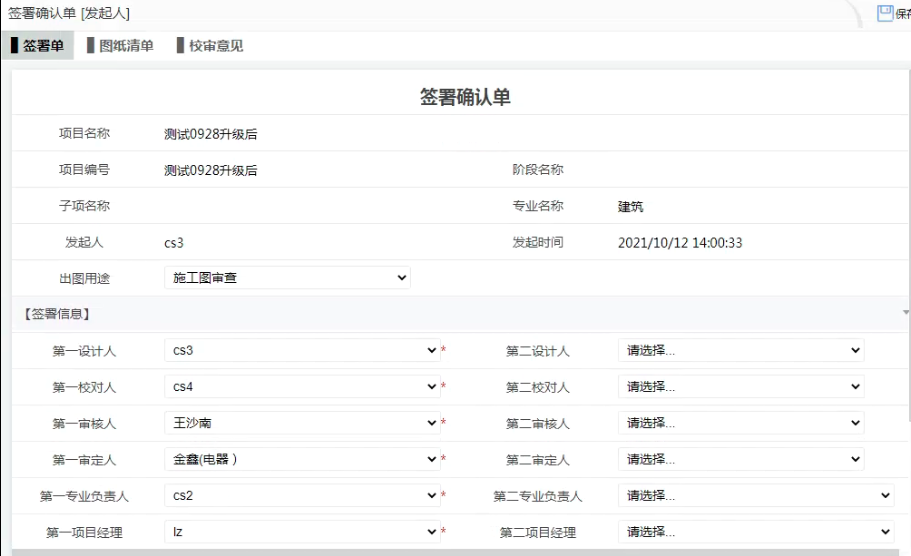 签署确认单 [发起人] 保存
签署单 图纸清单 校审意见
签署确认单
项目名称 测试0928升级后
项目编号 测试0928升级后 阶段名称
子项名称 专业名称 建筑
发起人 cs3 发起时间 2021/10/12 14:00:33
出图用途 施工图审查
【签署信息】
第一设计人 cs3 * 第二设计人 请选择...
第一校对人 cs4 * 第二校对人 请选择...
第一审核人 王沙南 * 第二审核人 请选择...
第一审定人 金鑫(电器) * 第二审定人 请选择...
第一专业负责人 cs2 * 第二专业负责人 请选择...
第一项目经理 lz * 第二项目经理 请选择...